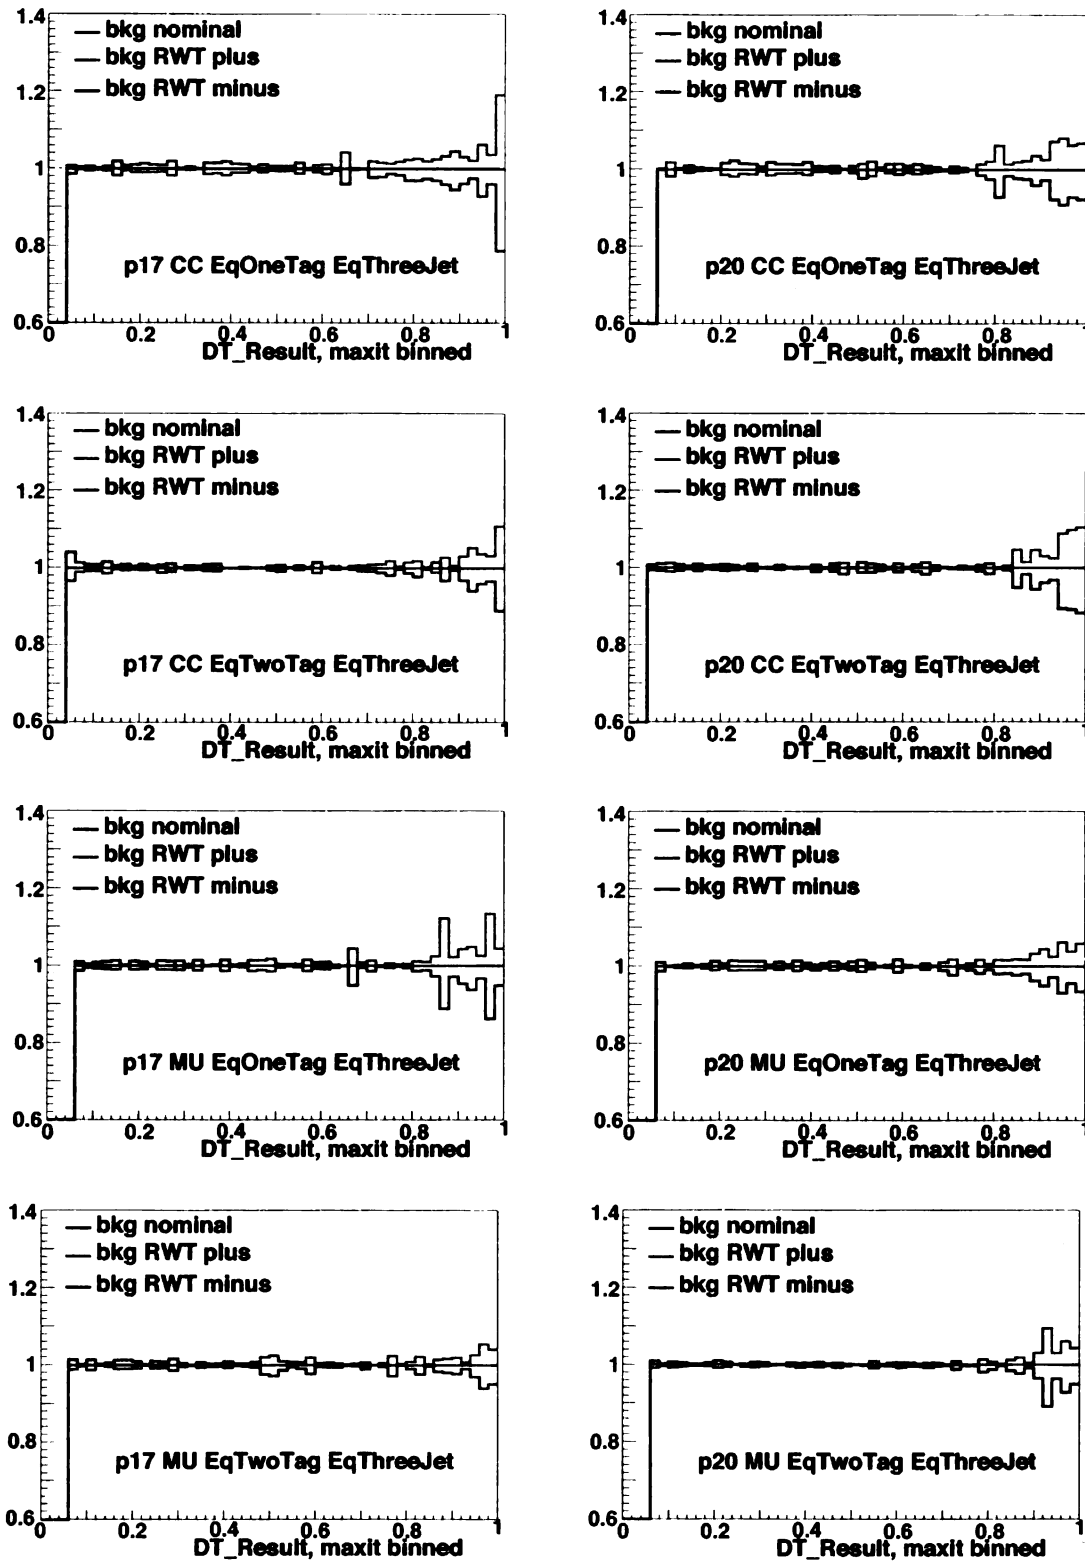 1.4
bkg nominal
bkg RWT plus
bkg RWT minus
1.2
1
0.8
p17 CC EqOneTag EqThreeJet
0.6
0 0.2 0.4 0.6 0.8 1
DT_Result, maxit binned
1.4
bkg nominal
bkg RWT plus
bkg RWT minus
1.2
1
0.8
p20 CC EqOneTag EqThreeJet
0.6
0 0.2 0.4 0.6 0.8 1
DT_Result, maxit binned
1.4
bkg nominal
bkg RWT plus
bkg RWT minus
1.2
1
0.8
p17 CC EqTwoTag EqThreeJet
0.6
0 0.2 0.4 0.6 0.8 1
DT_Result, maxit binned
1.4
bkg nominal
bkg RWT plus
bkg RWT minus
1.2
1
0.8
p20 CC EqTwoTag EqThreeJet
0.6
0 0.2 0.4 0.6 0.8 1
DT_Result, maxit binned
1.4
bkg nominal
bkg RWT plus
bkg RWT minus
1.2
1
0.8
p17 MU EqOneTag EqThreeJet
0.6
0 0.2 0.4 0.6 0.8 1
DT_Result, maxit binned
1.4
bkg nominal
bkg RWT plus
bkg RWT minus
1.2
1
0.8
p20 MU EqOneTag EqThreeJet
0.6
0 0.2 0.4 0.6 0.8 1
DT_Result, maxit binned
1.4
bkg nominal
bkg RWT plus
bkg RWT minus
1.2
1
0.8
p17 MU EqTwoTag EqThreeJet
0.6
0 0.2 0.4 0.6 0.8 1
DT_Result, maxit binned
1.4
bkg nominal
bkg RWT plus
bkg RWT minus
1.2
1
0.8
p20 MU EqTwoTag EqThreeJet
0.6
0 0.2 0.4 0.6 0.8 1
DT_Result, maxit binned